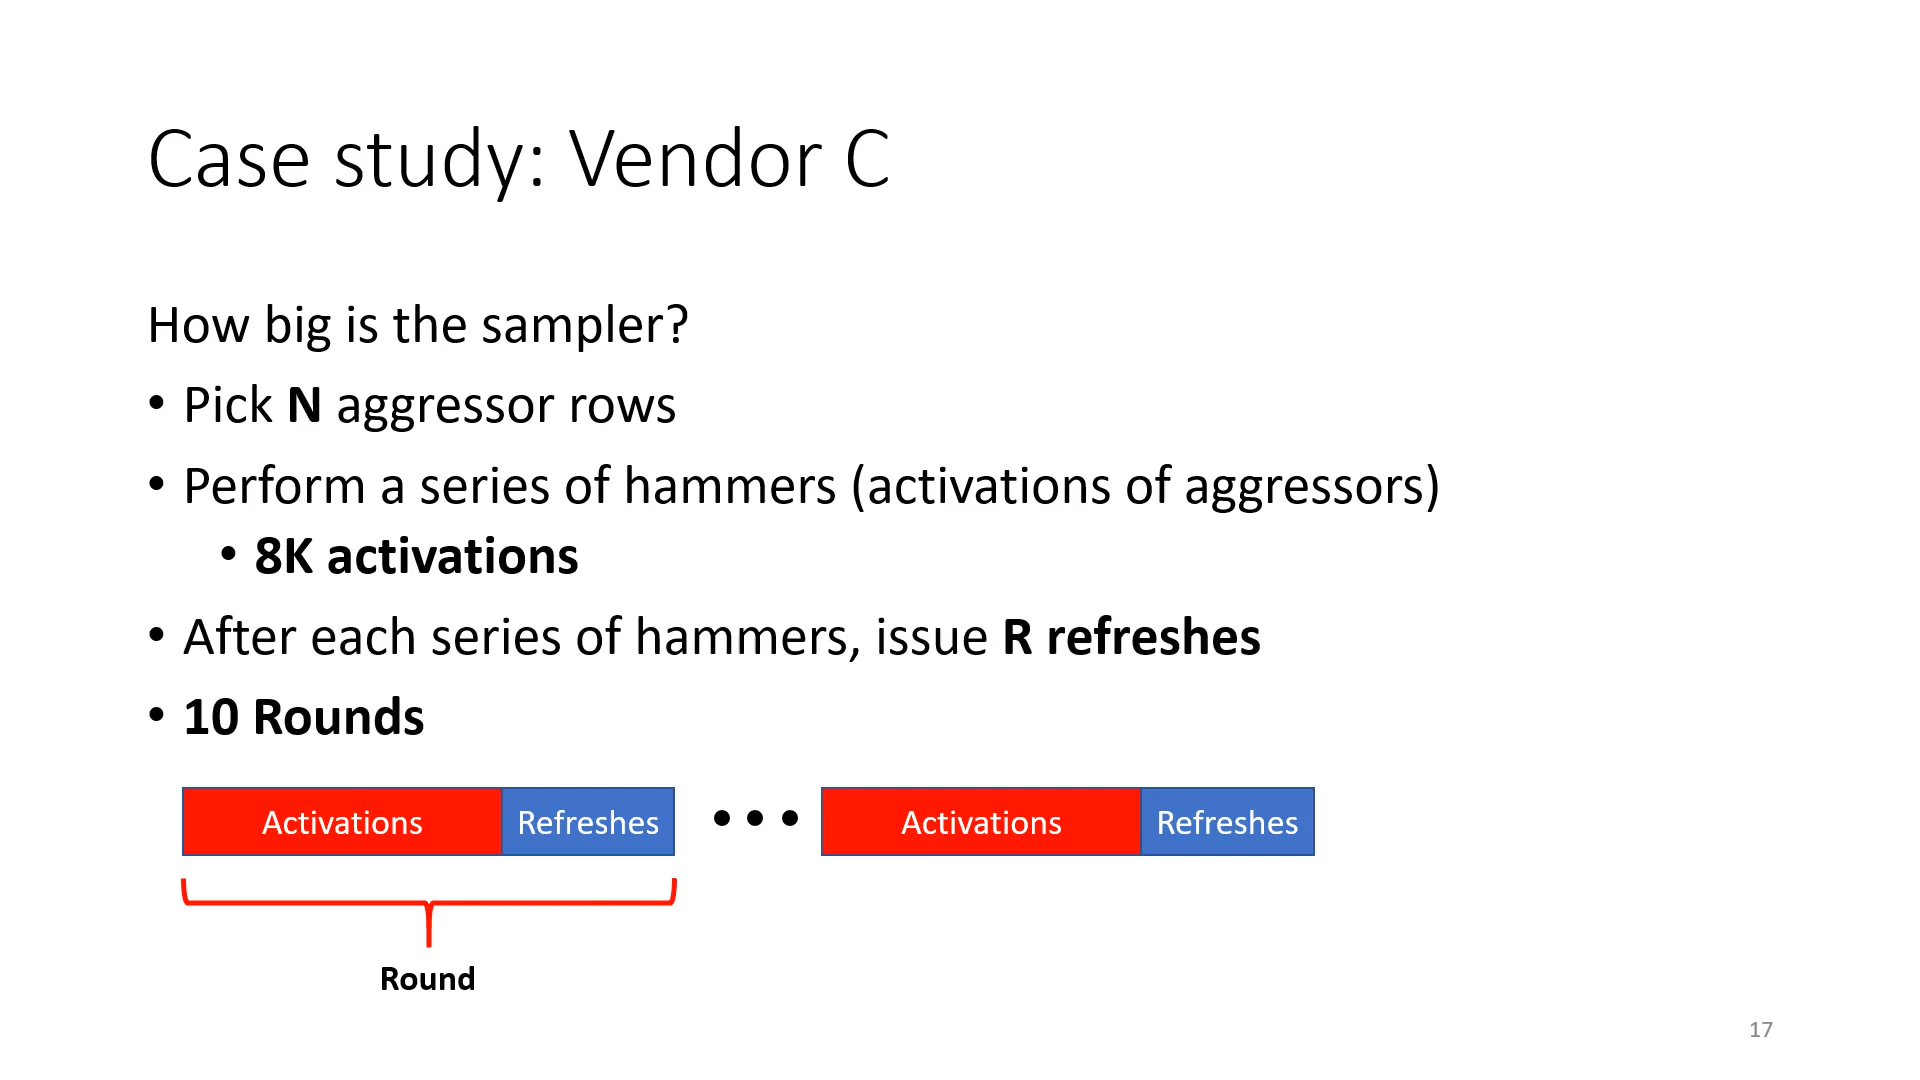 Case study: Vendor C
How big is the sampler?
• Pick N aggressor rows
• Perform a series of hammers (activations of aggressors)
• 8K activations
• After each series of hammers, issue R refreshes
• 10 Rounds
Activations Refreshes ••• Activations Refreshes
Round
17